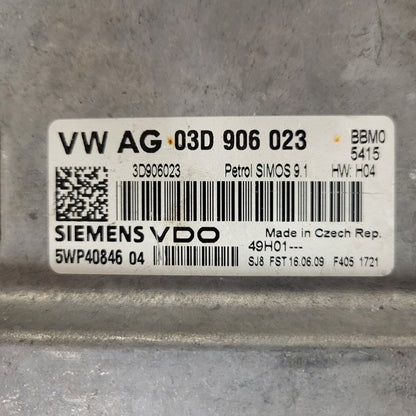 VW AG 03D 906 023 BBM0
5415
3D906023 Petrol SIMOS 9.1 HW: H04
SIEMENS VDO Made in Czech Rep.
49H01---
5WP40846 04 SJ8 FST 16.06.09 F405 1721